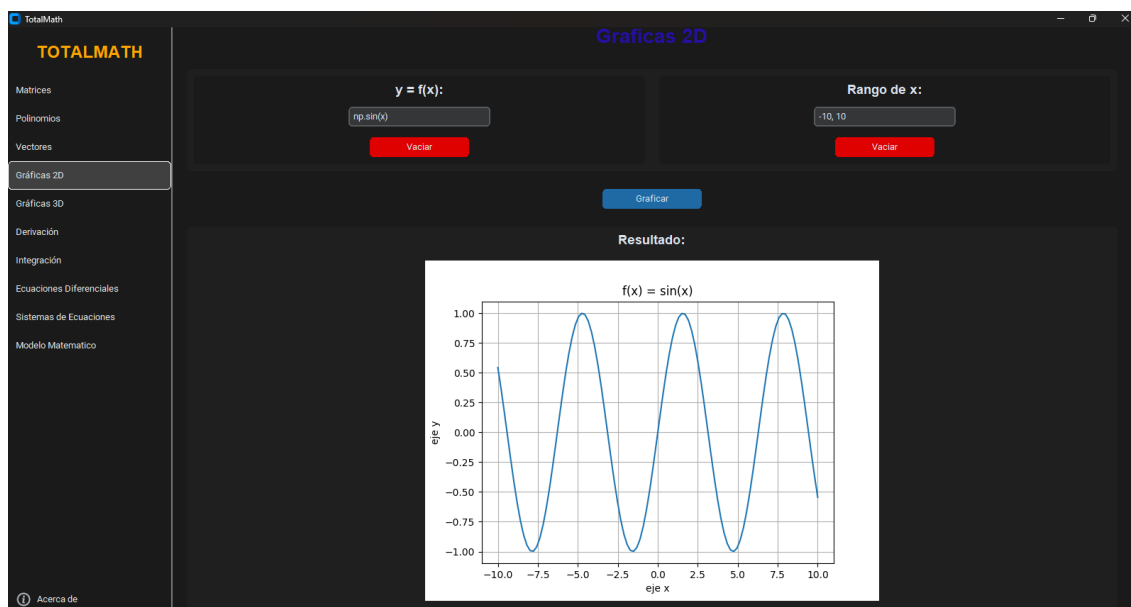 TotalMath
TOTALMATH
Matrices
Polinomios
Vectores
Gráficas 2D
Gráficas 3D
Derivación
Integración
Ecuaciones Diferenciales
Sistemas de Ecuaciones
Modelo Matematico
Acerca de
Graficas 2D
y = f(x):
np.sin(x)
Vaciar
Rango de x:
-10, 10
Vaciar
Graficar
Resultado:
f(x) = sin(x)
1.00
0.75
0.50
0.25
0.00
−0.25
−0.50
−0.75
−1.00
eje y
−10.0 −7.5 −5.0 −2.5 0.0 2.5 5.0 7.5 10.0
eje x